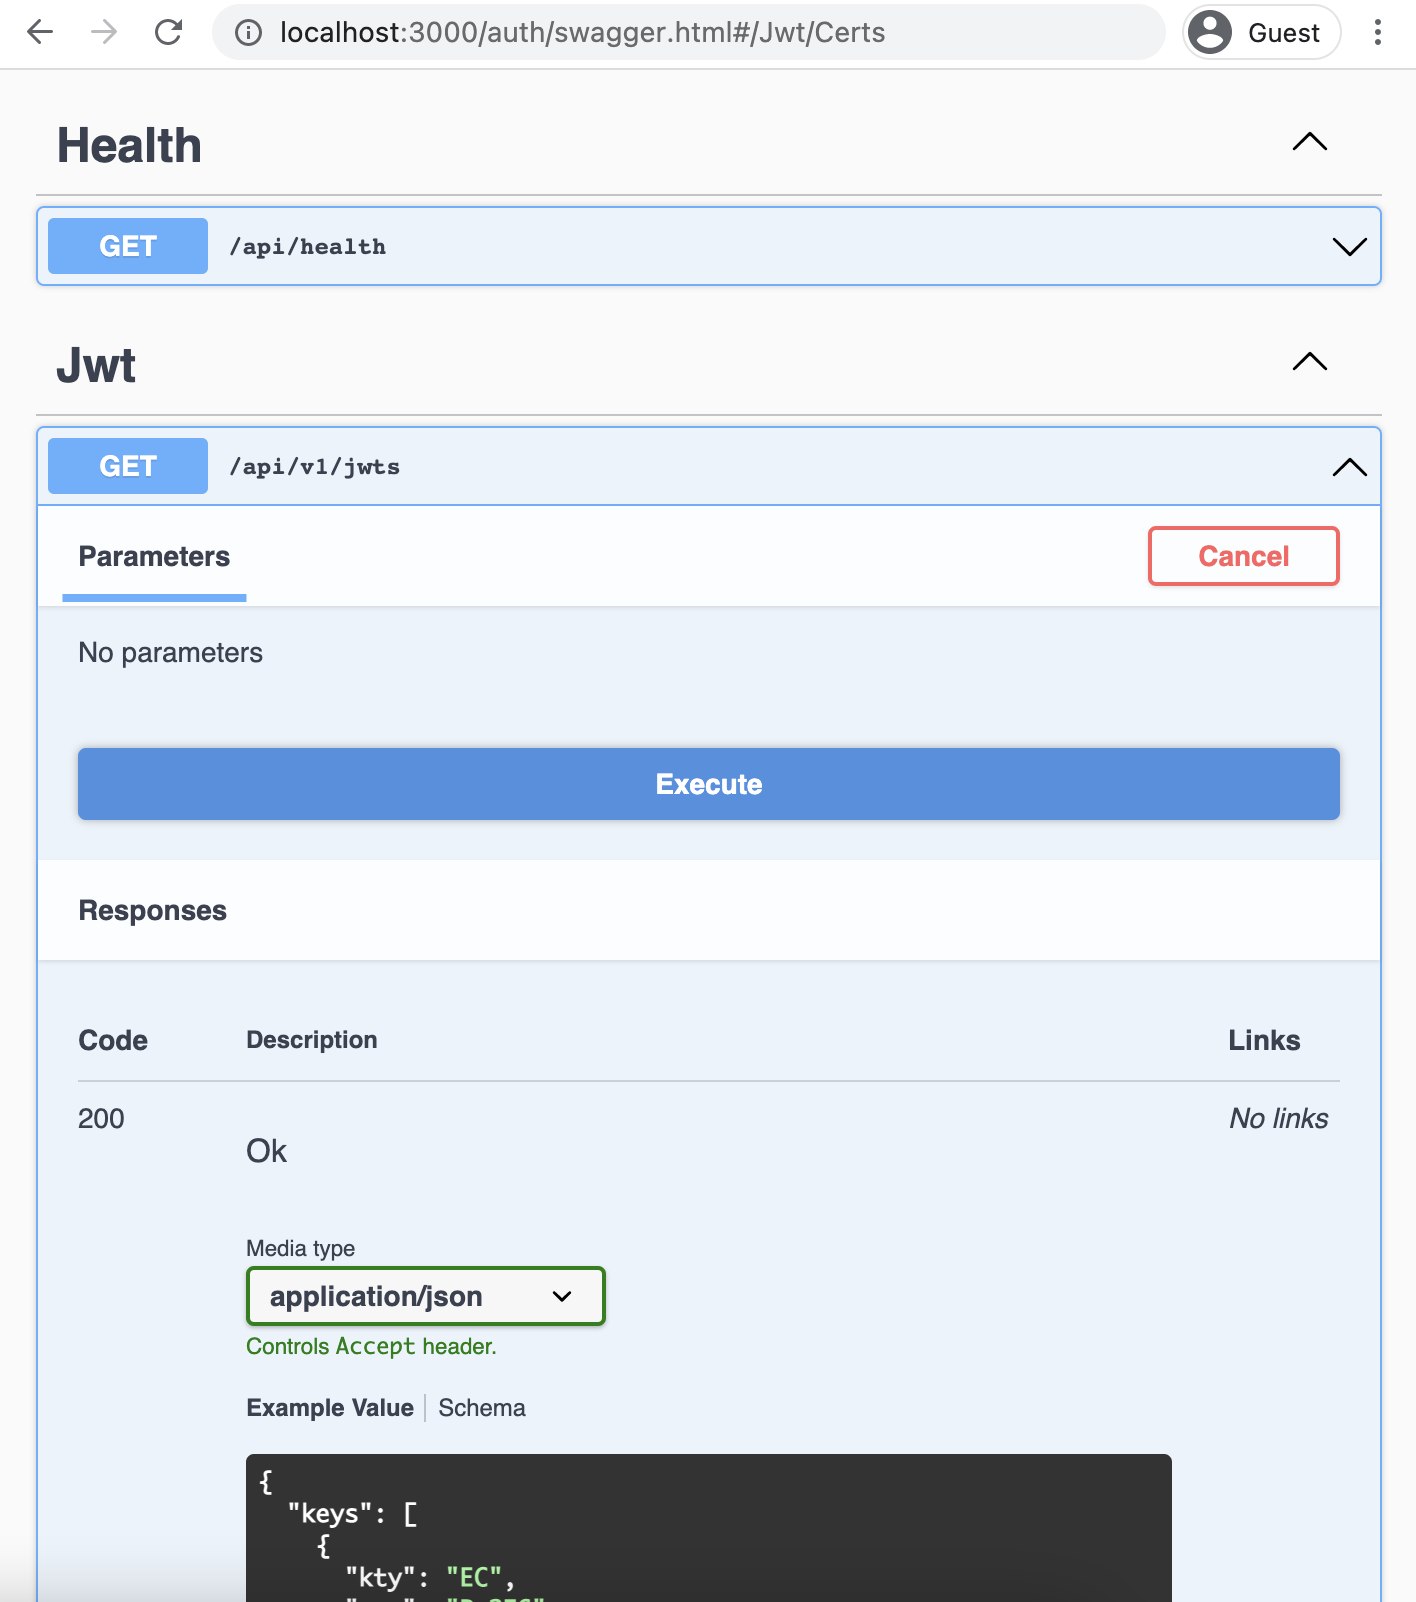 localhost:3000/auth/swagger.html#/Jwt/Certs
Guest
Health
GET /api/health
Jwt
GET /api/v1/jwts
Parameters
Cancel
No parameters
Execute
Responses
Code Description Links
200 No links
Ok
Media type
application/json
Controls Accept header.
Example Value Schema
{
"keys": [
{
"kty": "EC",